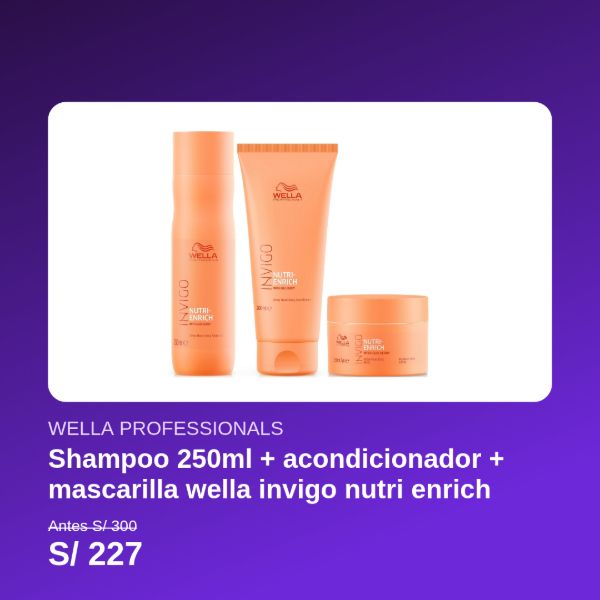 WELLA
INVIGO
NUTRI-
ENRICH
WELLA
INVIGO
NUTRI-
ENRICH
WELLA
INVIGO
NUTRI-
ENRICH
WELLA PROFESSIONALS
Shampoo 250ml + acondicionador +
mascarilla wella invigo nutri enrich
Antes S/ 300
S/ 227